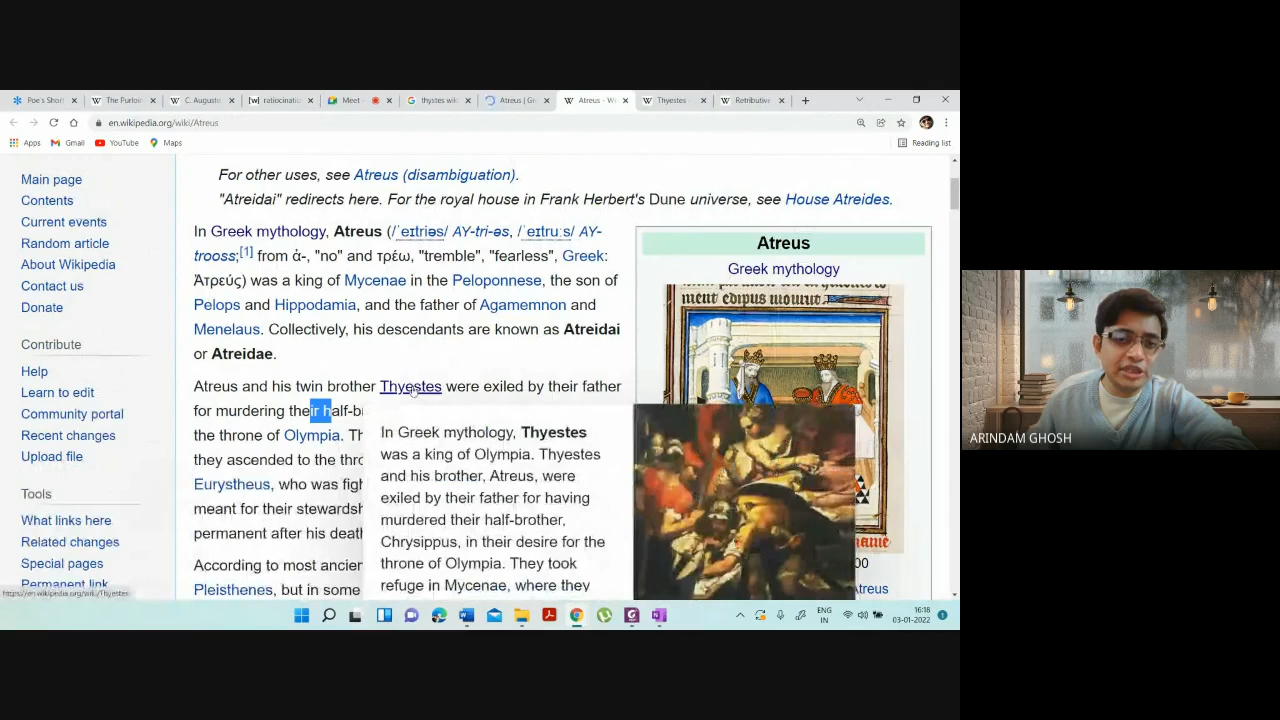 Poe's Short
The Purloin
C. Auguste
ratiocinatio
Meet -
thystes wiki
Atreus | Gr
Atreus - W
Thyestes -
Retributive
en.wikipedia.org/wiki/Atreus
Apps
Gmail
YouTube
Maps
Reading list
Main page
Contents
Current events
Random article
About Wikipedia
Contact us
Donate
Contribute
Help
Learn to edit
Community portal
Recent changes
Upload file
Tools
What links here
Related changes
Special pages
Permanent link
https://en.wikipedia.org/wiki/Thyestes
For other uses, see Atreus (disambiguation).
"Atreidai" redirects here. For the royal house in Frank Herbert's Dune universe, see House Atreides.
In Greek mythology, Atreus (/ˈeɪtriəs/ AY-tri-əs, /ˈeɪtruːs/ AY-
trooss;[1] from ἀ-, "no" and τρέω, "tremble", "fearless", Greek:
Ἀτρεύς) was a king of Mycenae in the Peloponnese, the son of
Pelops and Hippodamia, and the father of Agamemnon and
Menelaus. Collectively, his descendants are known as Atreidai
or Atreidae.
Atreus and his twin brother Thyestes were exiled by their father
for murdering their half-br
the throne of Olympia. Th
they ascended to the thro
Eurystheus, who was figh
meant for their stewardsh
permanent after his death
According to most ancien
Pleisthenes, but in some
In Greek mythology, Thyestes
was a king of Olympia. Thyestes
and his brother, Atreus, were
exiled by their father for having
murdered their half-brother,
Chrysippus, in their desire for the
throne of Olympia. They took
refuge in Mycenae, where they
Atreus
Greek mythology
ment edipus
00
Atreus
ENG
IN
16:18
03-01-2022
1
ARINDAM GHOSH